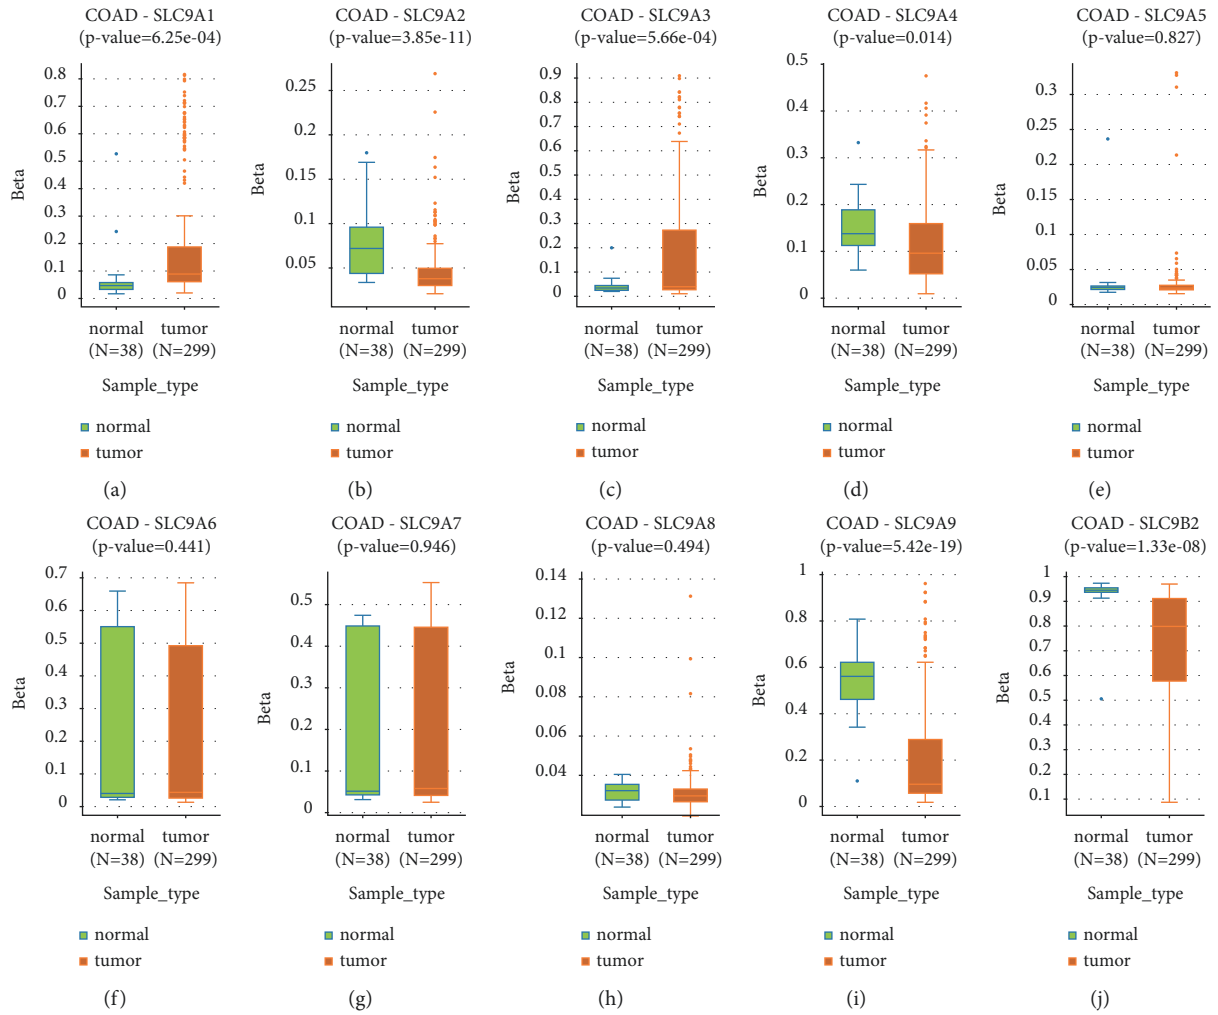 COAD - SLC9A1
(p-value=6.25e-04)
0.8
0.7
0.6
0.5
0.4
0.3
0.2
0.1
0
Beta
normal
(N=38)
tumor
(N=299)
Sample_type
normal
tumor
(a)
COAD - SLC9A2
(p-value=3.85e-11)
0.25
0.2
0.15
0.1
0.05
Beta
normal
(N=38)
tumor
(N=299)
Sample_type
normal
tumor
(b)
COAD - SLC9A3
(p-value=5.66e-04)
0.9
0.8
0.7
0.6
0.5
0.4
0.3
0.2
0.1
0
Beta
normal
(N=38)
tumor
(N=299)
Sample_type
normal
tumor
(c)
COAD - SLC9A4
(p-value=0.014)
0.5
0.4
0.3
0.2
0.1
0
Beta
normal
(N=38)
tumor
(N=299)
Sample_type
normal
tumor
(d)
COAD - SLC9A5
(p-value=0.827)
0.3
0.25
0.2
0.15
0.1
0.05
0
Beta
normal
(N=38)
tumor
(N=299)
Sample_type
normal
tumor
(e)
COAD - SLC9A6
(p-value=0.441)
0.7
0.6
0.5
0.4
0.3
0.2
0.1
0
Beta
normal
(N=38)
tumor
(N=299)
Sample_type
normal
tumor
(f)
COAD - SLC9A7
(p-value=0.946)
0.5
0.4
0.3
0.2
0.1
0
Beta
normal
(N=38)
tumor
(N=299)
Sample_type
normal
tumor
(g)
COAD - SLC9A8
(p-value=0.494)
0.14
0.12
0.1
0.08
0.06
0.04
Beta
normal
(N=38)
tumor
(N=299)
Sample_type
normal
tumor
(h)
COAD - SLC9A9
(p-value=5.42e-19)
1
0.8
0.6
0.4
0.2
0
Beta
normal
(N=38)
tumor
(N=299)
Sample_type
normal
tumor
(i)
COAD - SLC9B2
(p-value=1.33e-08)
1
0.9
0.8
0.7
0.6
0.5
0.4
0.3
0.2
0.1
Beta
normal
(N=38)
tumor
(N=299)
Sample_type
normal
tumor
(j)